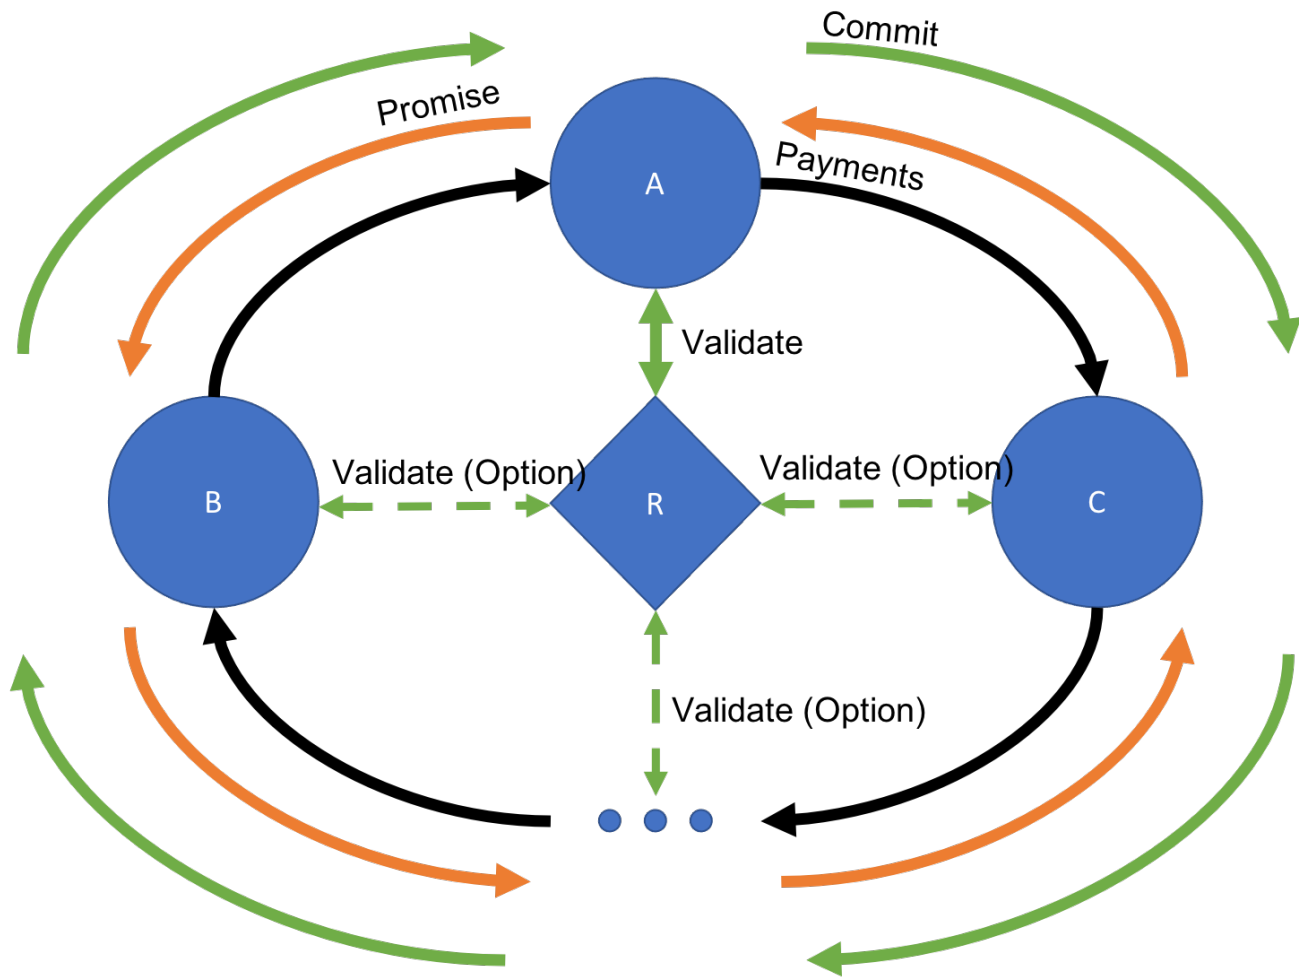 Commit
Promise
Payments
A
Validate
Validate (Option)
Validate (Option)
B
R
C
Validate (Option)